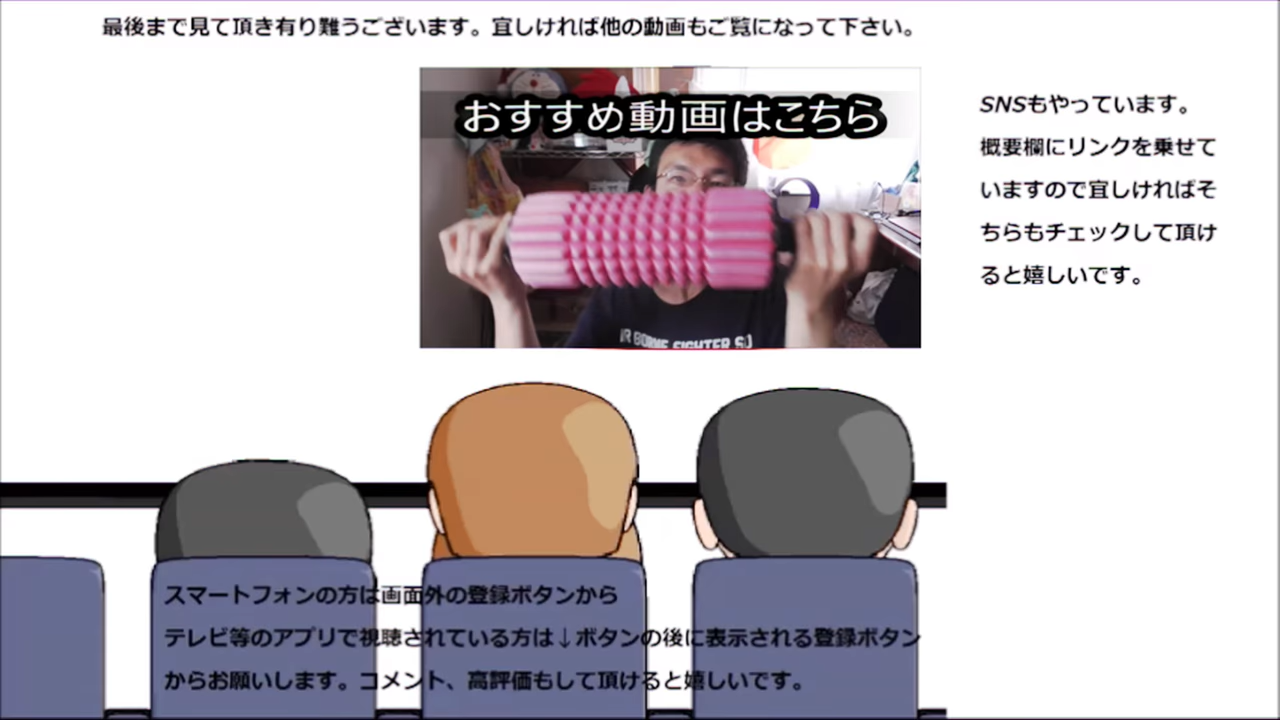 最後まで見て頂き有り難うございます。宜しければ他の動画もご覧になって下さい。
おすすめ動画はこちら
SNSもやっています。
概要欄にリンクを乗せて
いますので宜しければそ
ちらもチェックして頂け
ると嬉しいです。
スマートフォンの方は画面外の登録ボタンから
テレビ等のアプリで視聴されている方は↓ボタンの後に表示される登録ボタン
からお願いします。コメント、高評価もして頂けると嬉しいです。